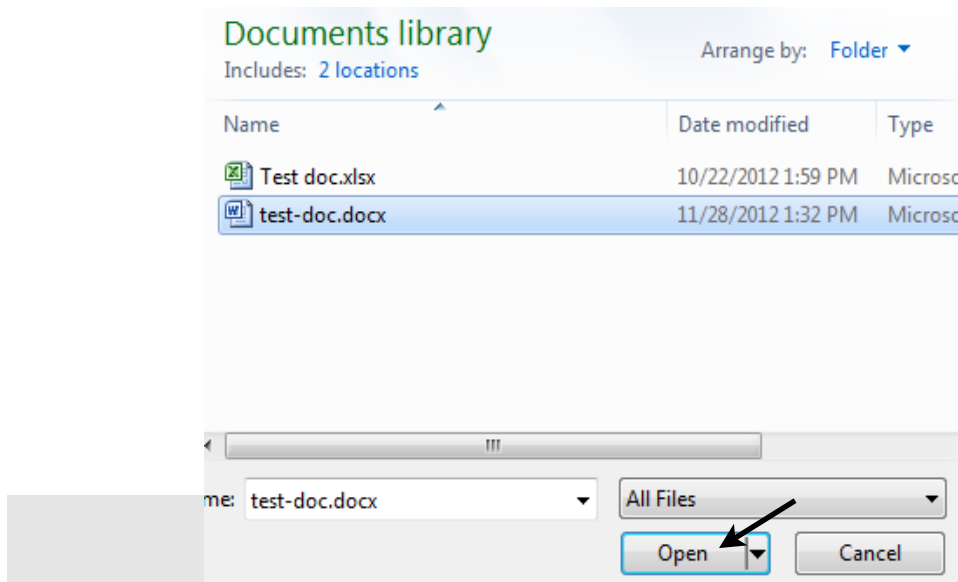 Documents library
Includes: 2 locations
Arrange by: Folder
Name Date modified Type
Test doc.xlsx 10/22/2012 1:59 PM Microsc
test-doc.docx 11/28/2012 1:32 PM Microsc
me: test-doc.docx All Files
Open Cancel